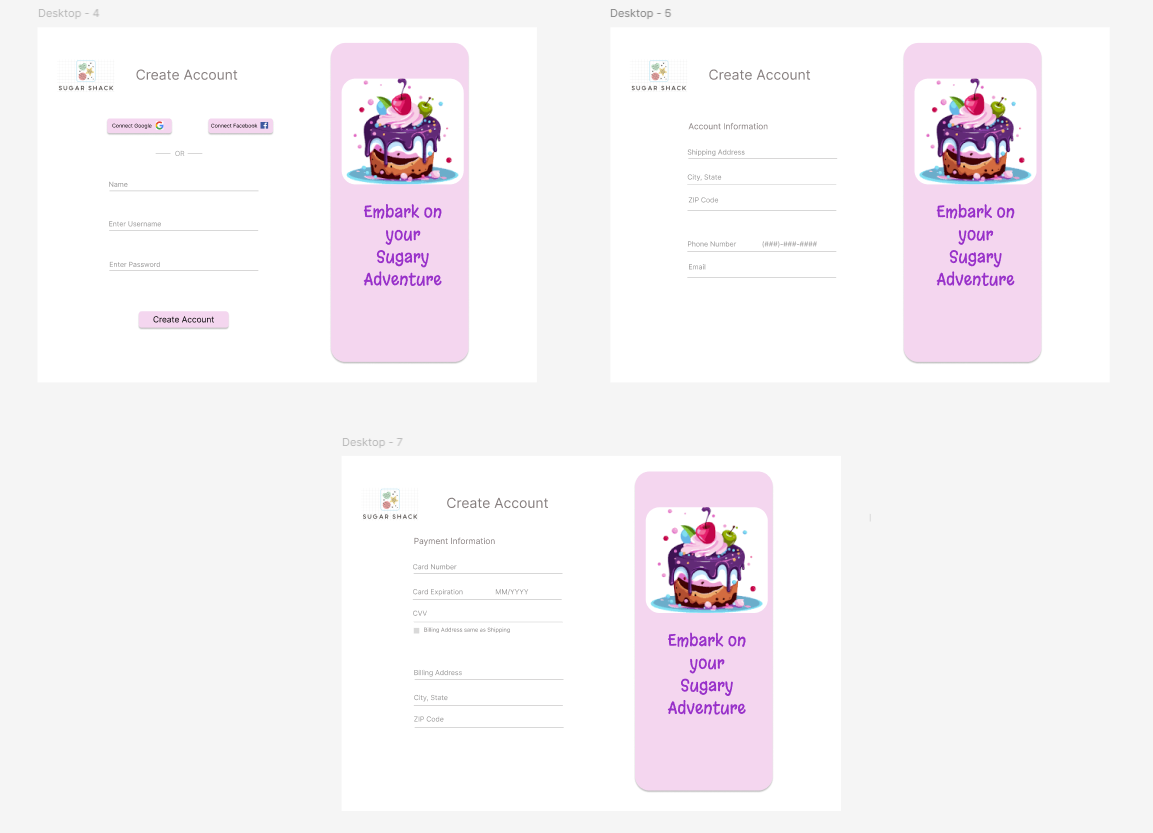 Desktop - 4
SUGAR SHACK
Create Account
Connect Google
Connect Facebook
OR
Name
Enter Username
Enter Password
Create Account
Embark on
your
Sugary
Adventure
Desktop - 5
SUGAR SHACK
Create Account
Account Information
Shipping Address
City, State
ZIP Code
Phone Number (###)-###-####
Email
Embark on
your
Sugary
Adventure
Desktop - 7
SUGAR SHACK
Create Account
Payment Information
Card Number
Card Expiration MM/YYYY
CVV
Billing Address same as Shipping
Billing Address
City, State
ZIP Code
Embark on
your
Sugary
Adventure